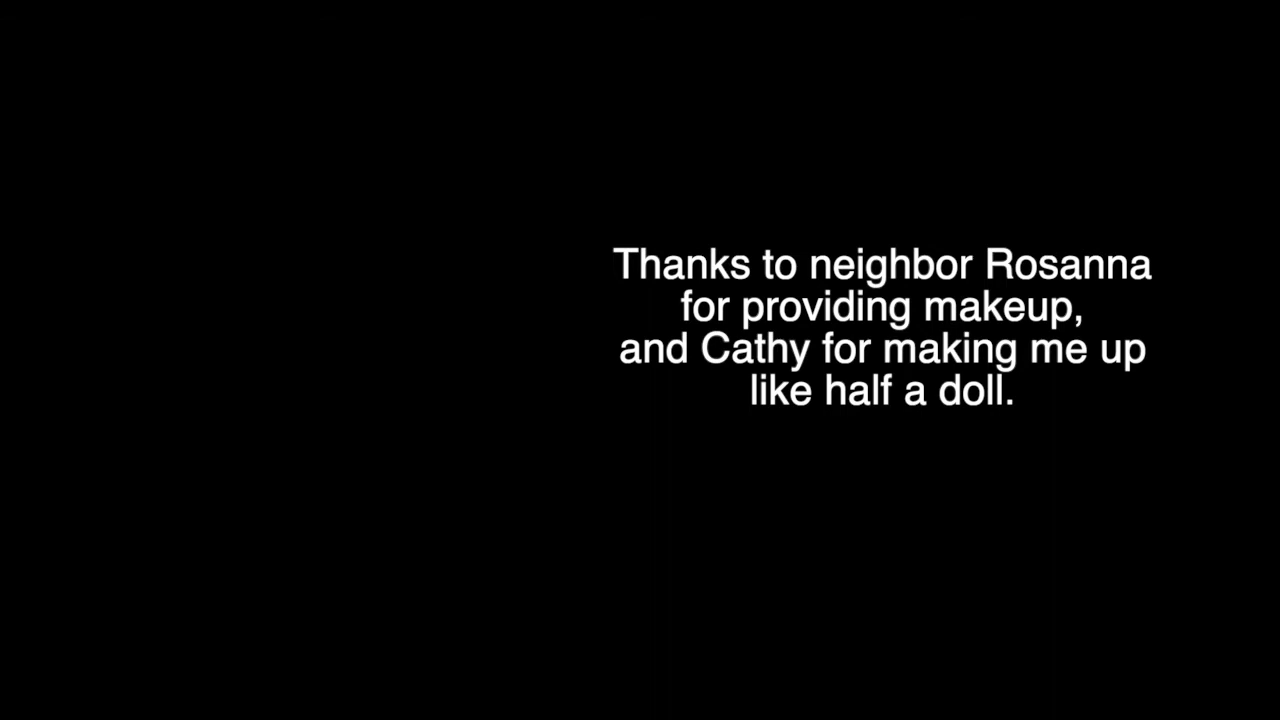 Thanks to neighbor Rosanna
for providing makeup,
and Cathy for making me up
like half a doll.